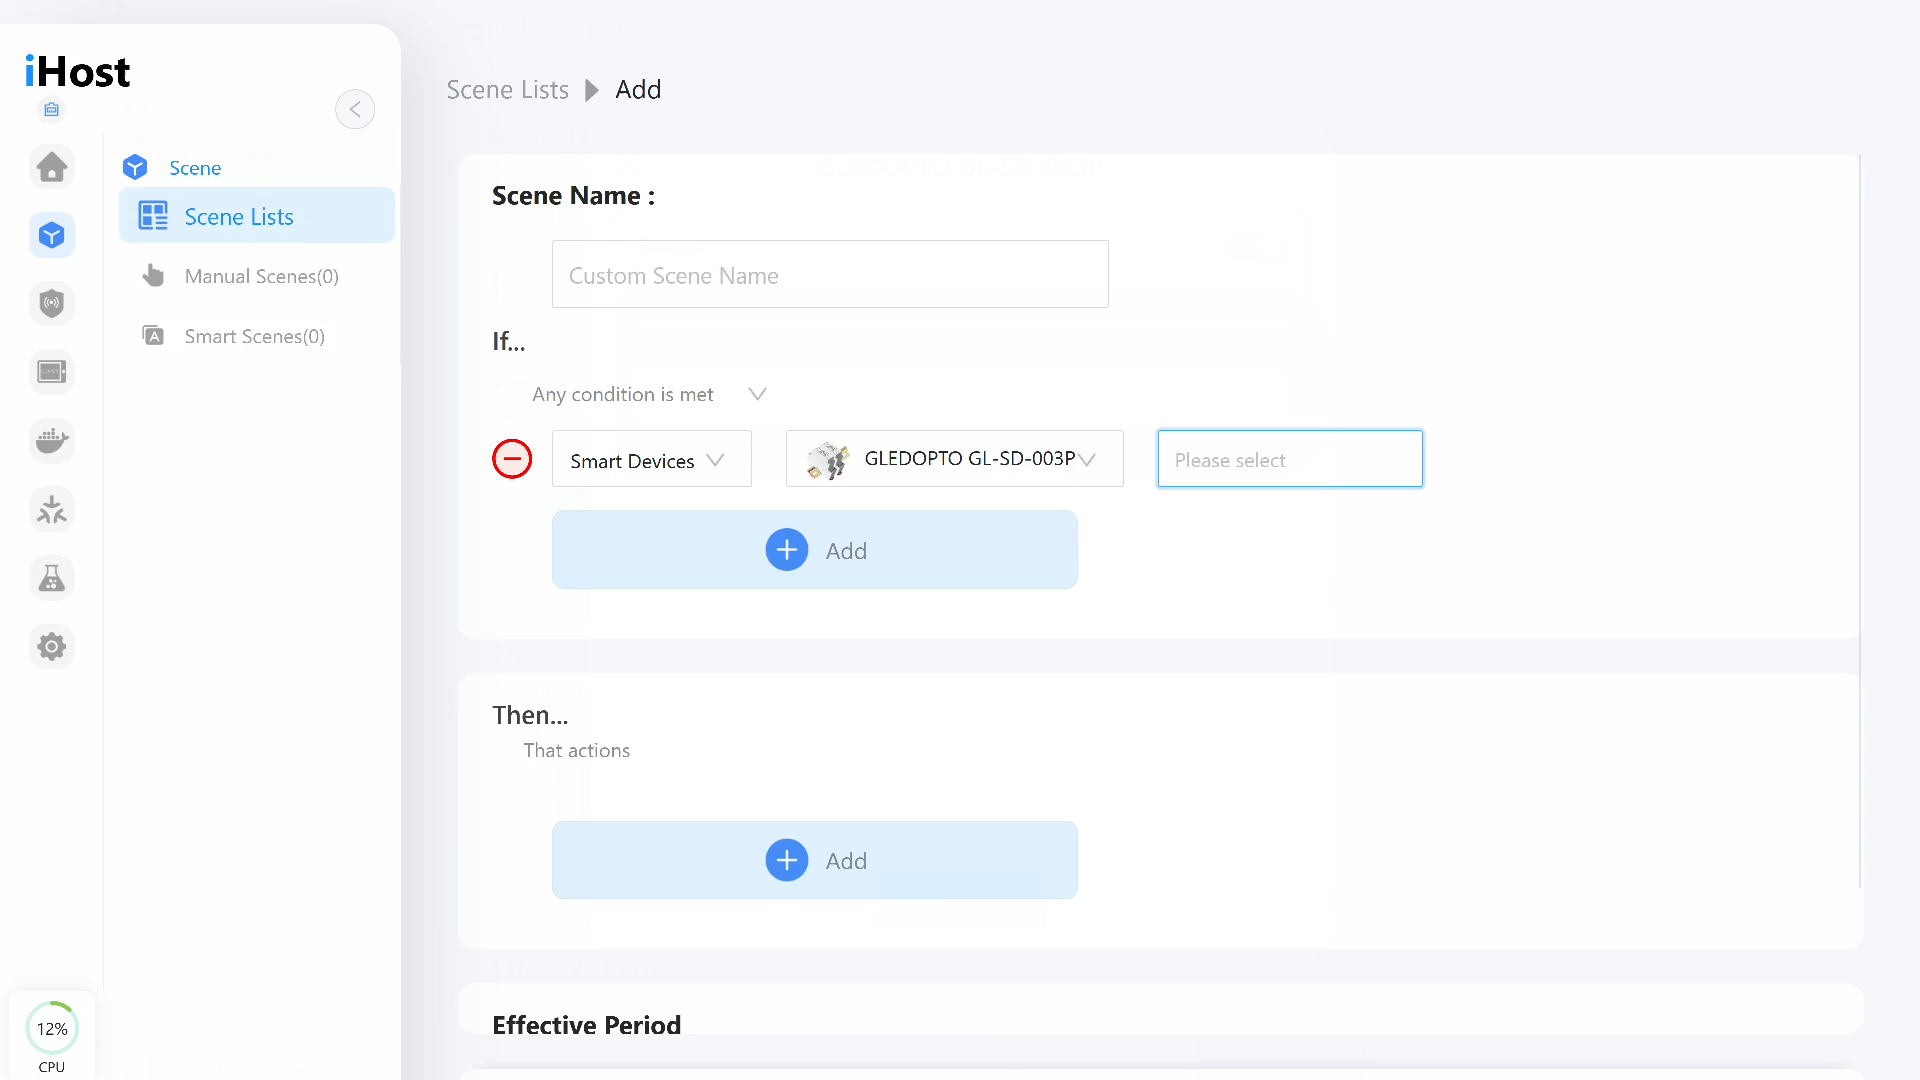 iHost
Scene Lists
Add
Scene
Scene Lists
Manual Scenes(0)
Smart Scenes(0)
Scene Name :
Custom Scene Name
If...
Any condition is met
Smart Devices
GLEDOPTO GL-SD-003P
Please select
Add
Then...
That actions
Add
Effective Period
12%
CPU